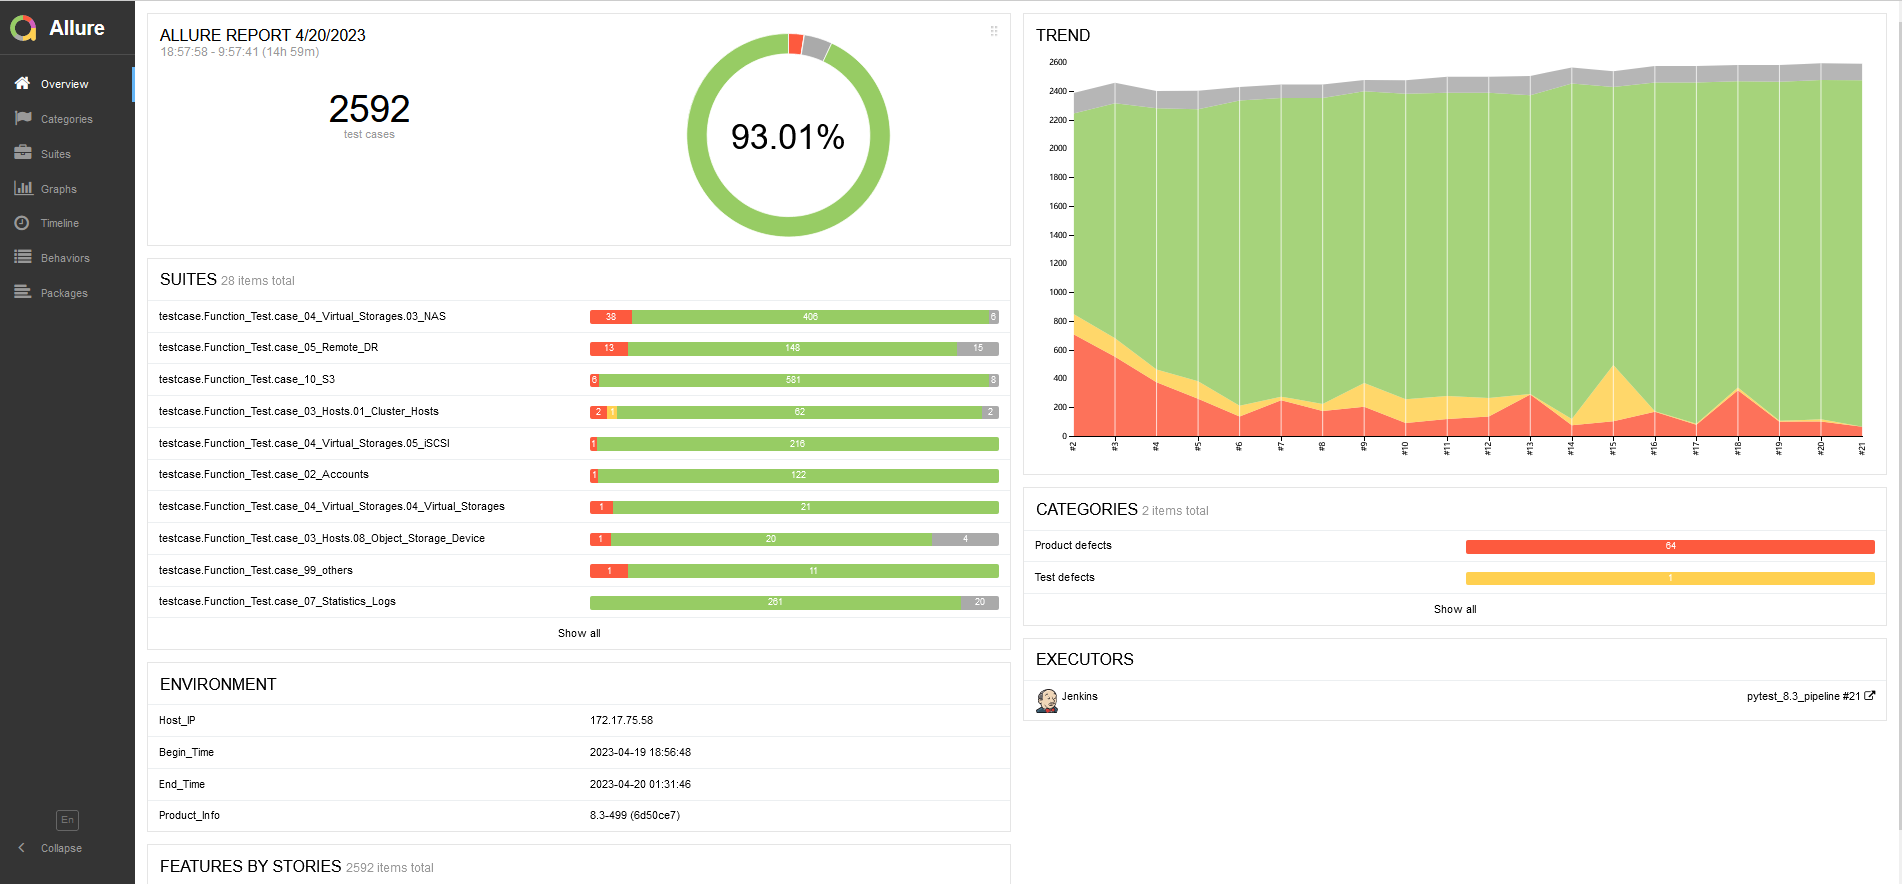 Allure
Overview
Categories
Suites
Graphs
Timeline
Behaviors
Packages
En
Collapse
ALLURE REPORT 4/20/2023
18:57:58 - 9:57:41 (14h 59m)
2592
test cases
93.01%
SUITES 28 items total
testcase.Function_Test.case_04_Virtual_Storages.03_NAS 38 406 6
testcase.Function_Test.case_05_Remote_DR 13 148 15
testcase.Function_Test.case_10_S3 6 581 8
testcase.Function_Test.case_03_Hosts.01_Cluster_Hosts 2 1 62 2
testcase.Function_Test.case_04_Virtual_Storages.05_iSCSI 1 216
testcase.Function_Test.case_02_Accounts 1 122
testcase.Function_Test.case_04_Virtual_Storages.04_Virtual_Storages 1 21
testcase.Function_Test.case_03_Hosts.08_Object_Storage_Device 1 20 4
testcase.Function_Test.case_99_others 1 11
testcase.Function_Test.case_07_Statistics_Logs 261 20
Show all
ENVIRONMENT
Host_IP 172.17.75.58
Begin_Time 2023-04-19 18:56:48
End_Time 2023-04-20 01:31:46
Product_Info 8.3-499 (6d50ce7)
FEATURES BY STORIES 2592 items total
TREND
2600
2400
2200
2000
1800
1600
1400
1200
1000
800
600
400
200
0
#2 #3 #4 #5 #6 #7 #8 #9 #10 #11 #12 #13 #14 #15 #16 #17 #18 #19 #20 #21
CATEGORIES 2 items total
Product defects 64
Test defects 1
Show all
EXECUTORS
Jenkins pytest_8.3_pipeline #21